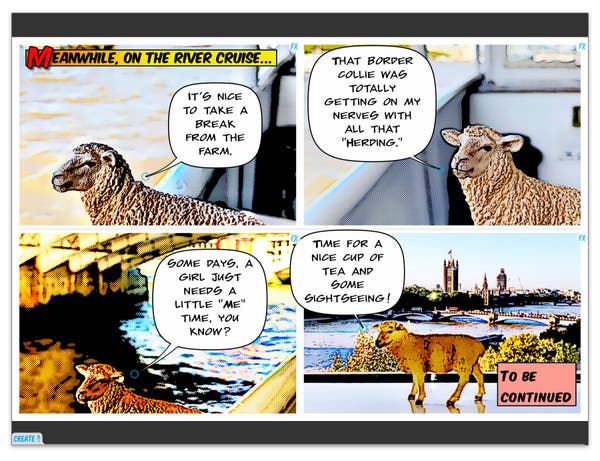 MEANWHILE, ON THE RIVER CRUISE...
FX
IT'S NICE
TO TAKE A
BREAK
FROM THE
FARM.
FX
THAT BORDER
COLLIE WAS
TOTALLY
GETTING ON MY
NERVES WITH
ALL THAT
"HERDING."
FX
SOME DAYS, A
GIRL JUST
NEEDS A
LITTLE "ME"
TIME, YOU
KNOW?
FX
TIME FOR A
NICE CUP OF
TEA AND
SOME
SIGHTSEEING!
TO BE
CONTINUED
CREATE